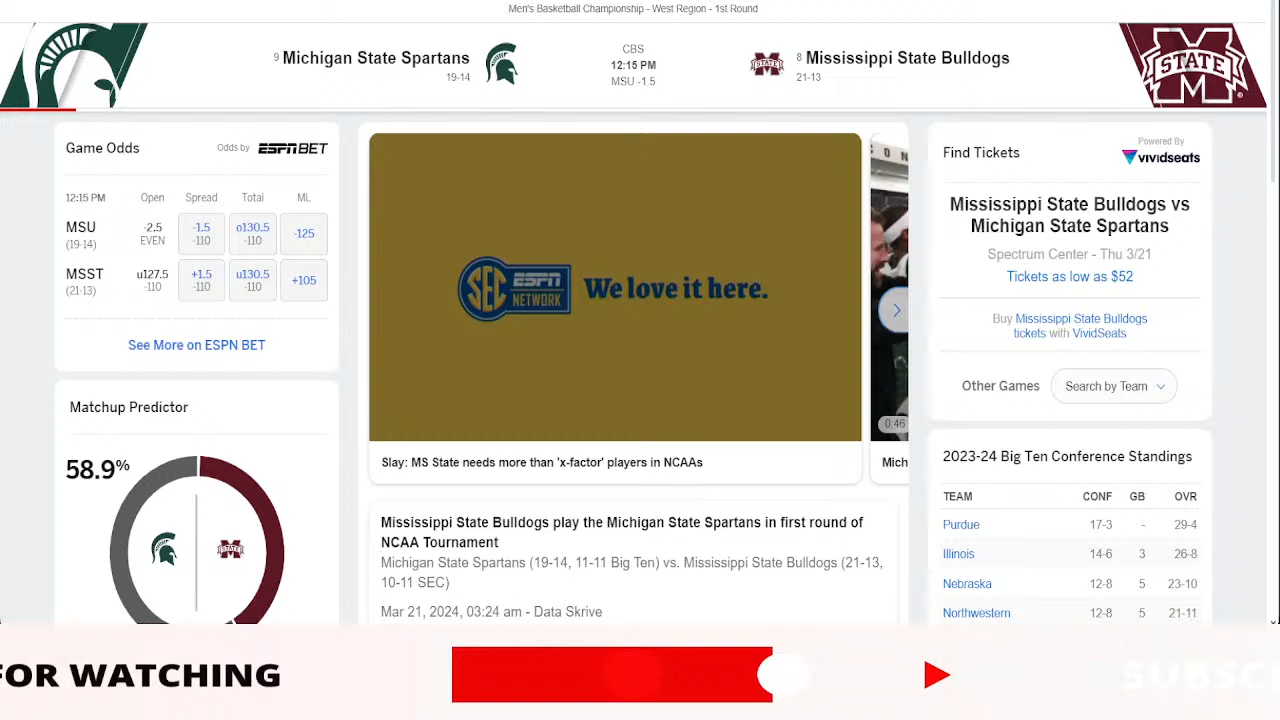 Men's Basketball Championship - West Region - 1st Round
9 Michigan State Spartans
19-14
CBS
12:15 PM
MSU -1.5
STATE
8 Mississippi State Bulldogs
21-13
STATE
Game Odds
Odds by ESPN BET
12:15 PM Open Spread Total ML
MSU -2.5 -1.5 o130.5 -125
(19-14) EVEN -110 -110
MSST u127.5 +1.5 u130.5 +105
(21-13) -110 -110 -110
See More on ESPN BET
Matchup Predictor
58.9%
STATE
SEC ESPN NETWORK We love it here.
0:46
Slay: MS State needs more than 'x-factor' players in NCAAs
Mich
Mississippi State Bulldogs play the Michigan State Spartans in first round of
NCAA Tournament
Michigan State Spartans (19-14, 11-11 Big Ten) vs. Mississippi State Bulldogs (21-13,
10-11 SEC)
Mar 21, 2024, 03:24 am - Data Skrive
Find Tickets
Powered By
vividseats
Mississippi State Bulldogs vs
Michigan State Spartans
Spectrum Center - Thu 3/21
Tickets as low as $52
Buy Mississippi State Bulldogs
tickets with VividSeats
Other Games Search by Team
2023-24 Big Ten Conference Standings
TEAM CONF GB OVR
Purdue 17-3 - 29-4
Illinois 14-6 3 26-8
Nebraska 12-8 5 23-10
Northwestern 12-8 5 21-11
FOR WATCHING